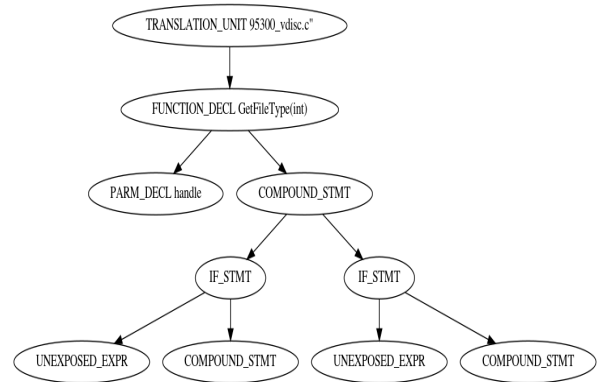 TRANSLATION_UNIT 95300_vdisc.c"
FUNCTION_DECL GetFileType(int)
PARM_DECL handle
COMPOUND_STMT
IF_STMT
IF_STMT
UNEXPOSED_EXPR
COMPOUND_STMT
UNEXPOSED_EXPR
COMPOUND_STMT